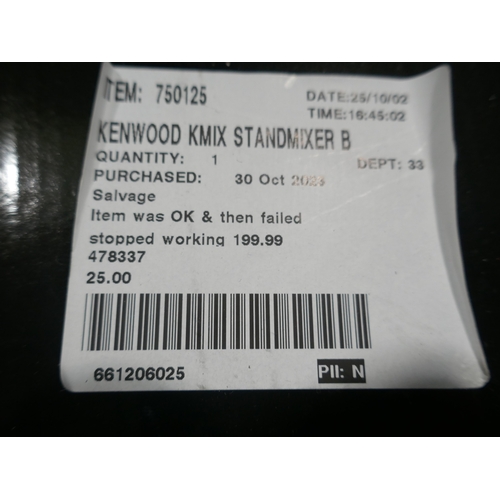 ITEM: 750125
DATE:25/10/02
TIME:16:45:02
KENWOOD KMIX STANDMIXER B
QUANTITY: 1
DEPT: 33
PURCHASED: 30 Oct
Salvage
Item was OK & then failed
stopped working 199.99
478337
25.00
661206025
PII: N